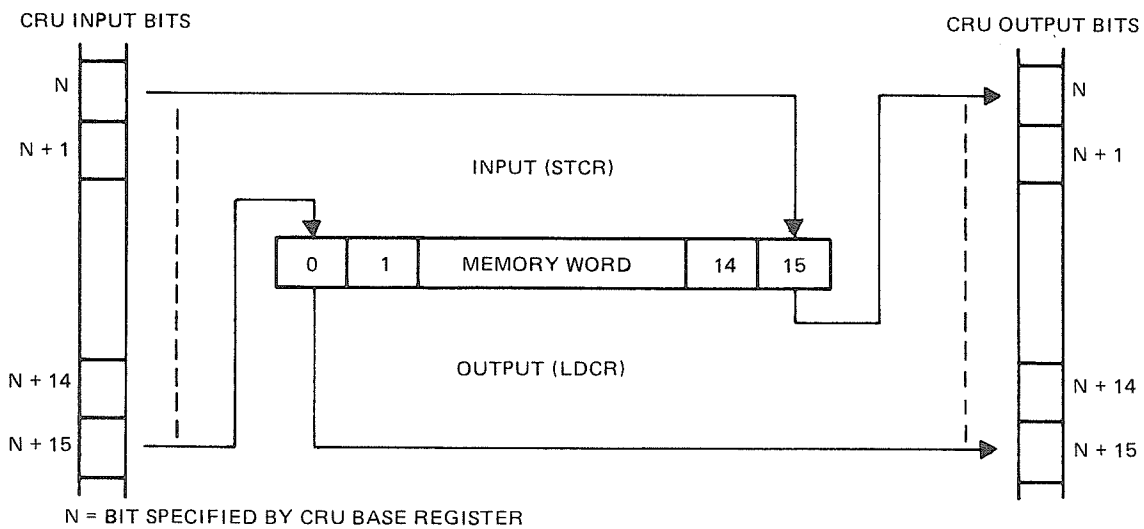 CRU INPUT BITS
CRU OUTPUT BITS
N
N
N + 1
N + 1
INPUT (STCR)
0
1
MEMORY WORD
14
15
OUTPUT (LDCR)
N + 14
N + 14
N + 15
N + 15
N = BIT SPECIFIED BY CRU BASE REGISTER